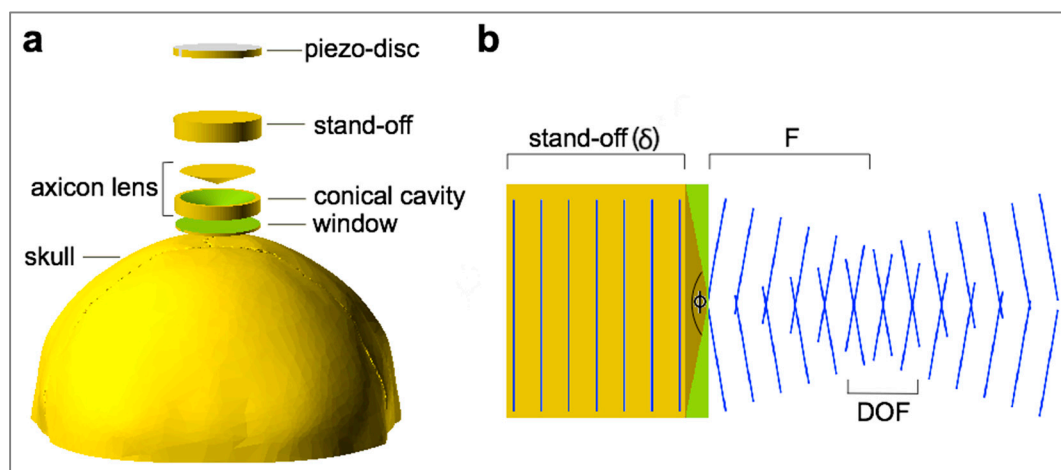 a
piezo-disc
stand-off
axicon lens
conical cavity
window
skull
b
stand-off (δ)
F
ϕ
DOF